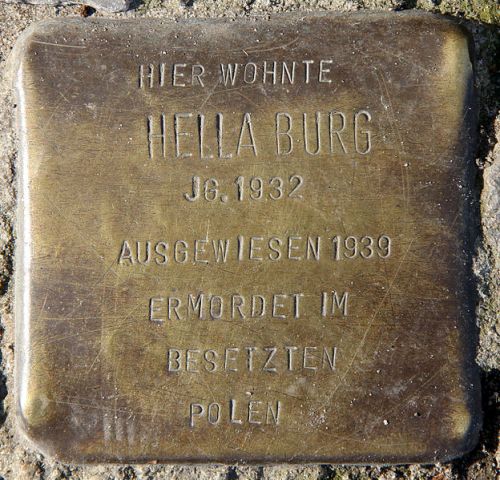 HIER WOHNTE
HELLA BURG
JG. 1932
AUSGEWIESEN 1939
ERMORDET IM
BESETZTEN
POLEN